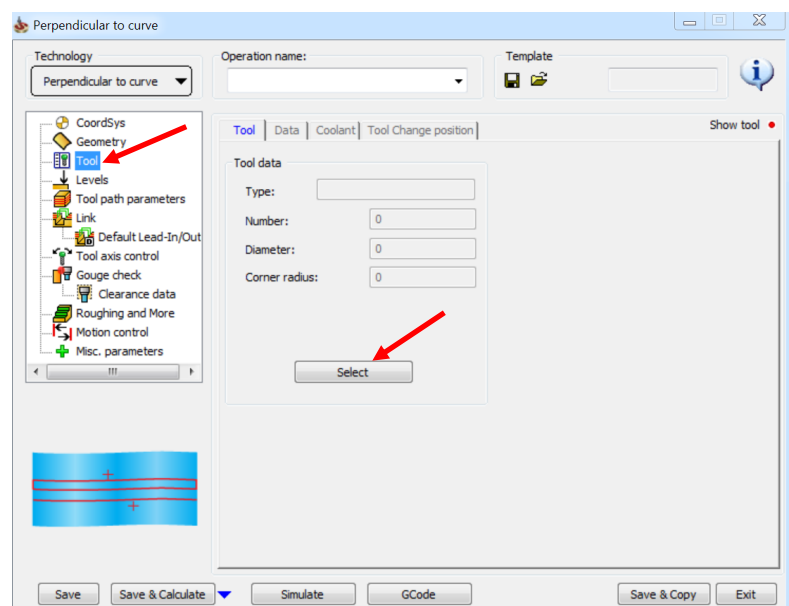 Perpendicular to curve
Technology
Operation name:
Template
Perpendicular to curve
CoordSys
Geometry
Tool
Levels
Tool path parameters
Link
Default Lead-In/Out
Tool axis control
Gouge check
Clearance data
Roughing and More
Motion control
Misc. parameters
Tool Data Coolant Tool Change position
Show tool
Tool data
Type:
Number: 0
Diameter: 0
Corner radius: 0
Select
Save Save & Calculate Simulate GCode Save & Copy Exit